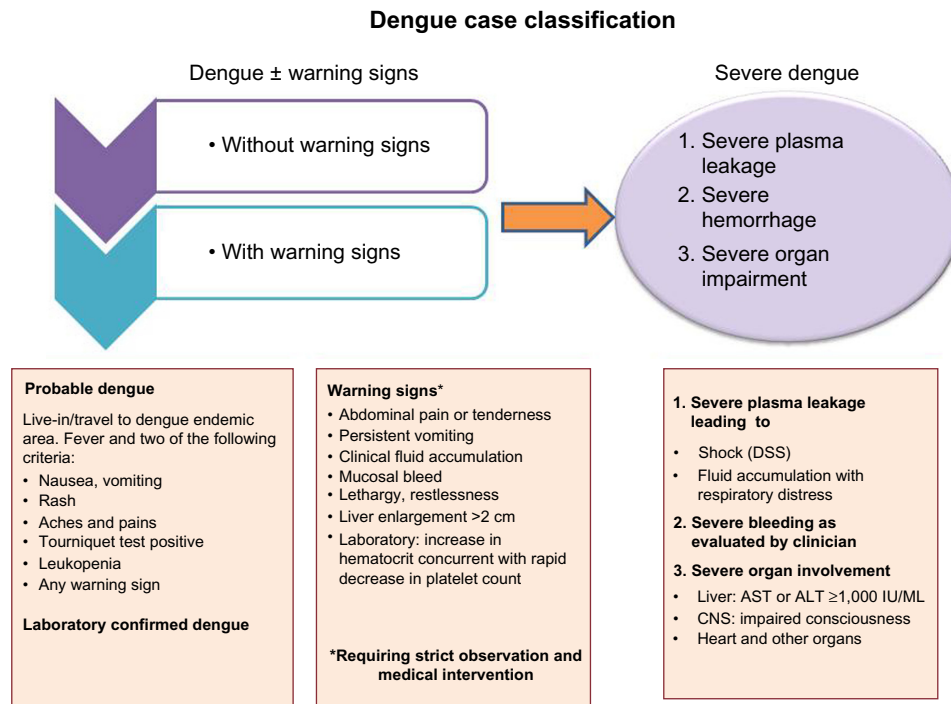 Dengue case classification
Dengue ± warning signs
• Without warning signs
• With warning signs
Severe dengue
1. Severe plasma
leakage
2. Severe
hemorrhage
3. Severe organ
impairment
Probable dengue
Live-in/travel to dengue endemic
area. Fever and two of the following
criteria:
• Nausea, vomiting
• Rash
• Aches and pains
• Tourniquet test positive
• Leukopenia
• Any warning sign
Laboratory confirmed dengue
Warning signs*
• Abdominal pain or tenderness
• Persistent vomiting
• Clinical fluid accumulation
• Mucosal bleed
• Lethargy, restlessness
• Liver enlargement >2 cm
• Laboratory: increase in
hematocrit concurrent with rapid
decrease in platelet count
*Requiring strict observation and
medical intervention
1. Severe plasma leakage
leading to
• Shock (DSS)
• Fluid accumulation with
respiratory distress
2. Severe bleeding as
evaluated by clinician
3. Severe organ involvement
• Liver: AST or ALT ≥1,000 IU/ML
• CNS: impaired consciousness
• Heart and other organs